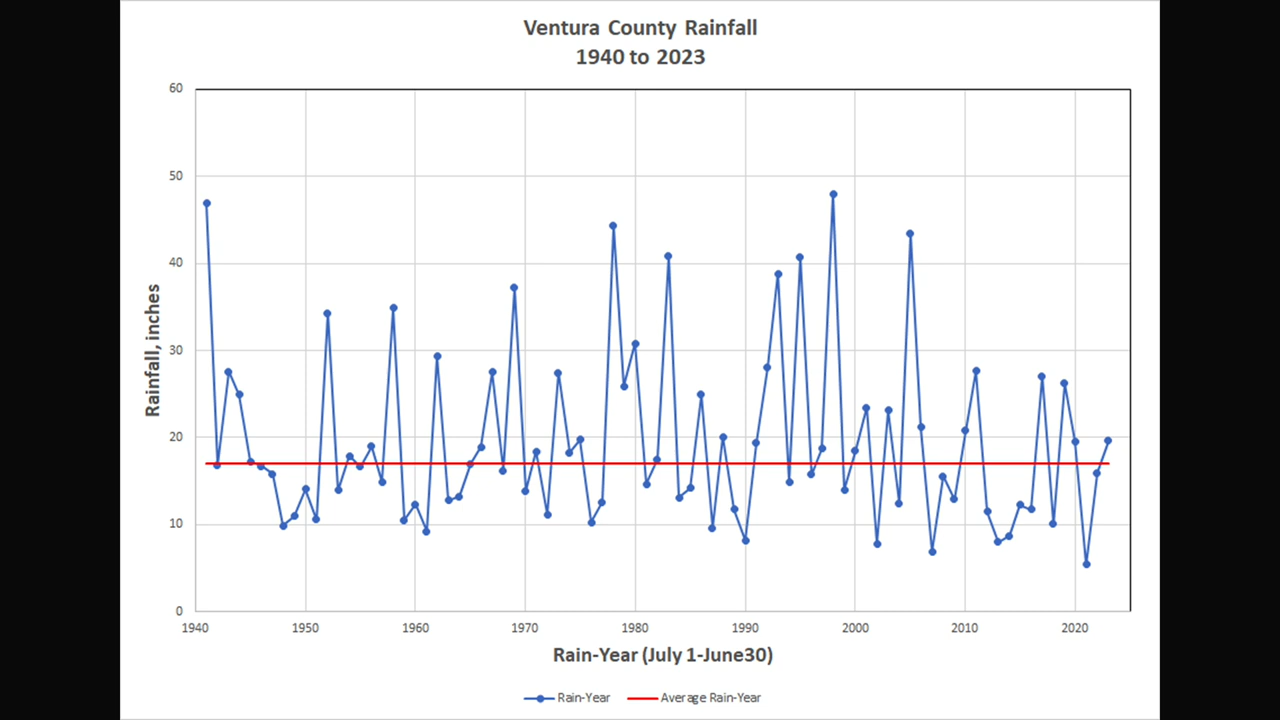 Ventura County Rainfall
1940 to 2023
60
50
40
30
20
10
0
Rainfall, inches
1940 1950 1960 1970 1980 1990 2000 2010 2020
Rain-Year (July 1-June30)
Rain-Year Average Rain-Year